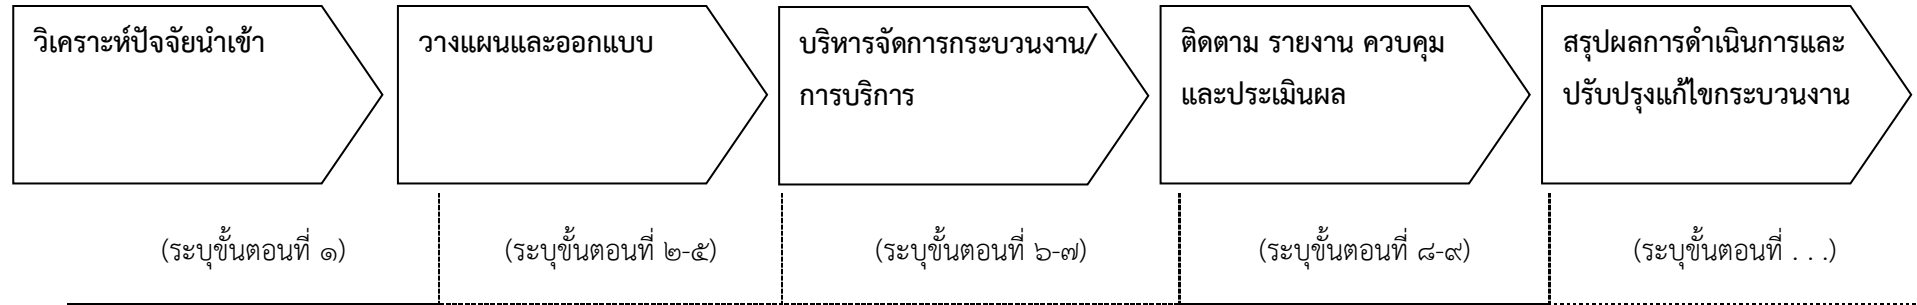 วิเคราะห์ปัจจัยนำเข้า
วางแผนและออกแบบ
บริหารจัดการกระบวนงาน/
การบริการ
ติดตาม รายงาน ควบคุม
และประเมินผล
สรุปผลการดำเนินการและ
ปรับปรุงแก้ไขกระบวนงาน
(ระบุขั้นตอนที่ ๑)
(ระบุขั้นตอนที่ ๒-๕)
(ระบุขั้นตอนที่ ๖-๗)
(ระบุขั้นตอนที่ ๘-๙)
(ระบุขั้นตอนที่ . . .)